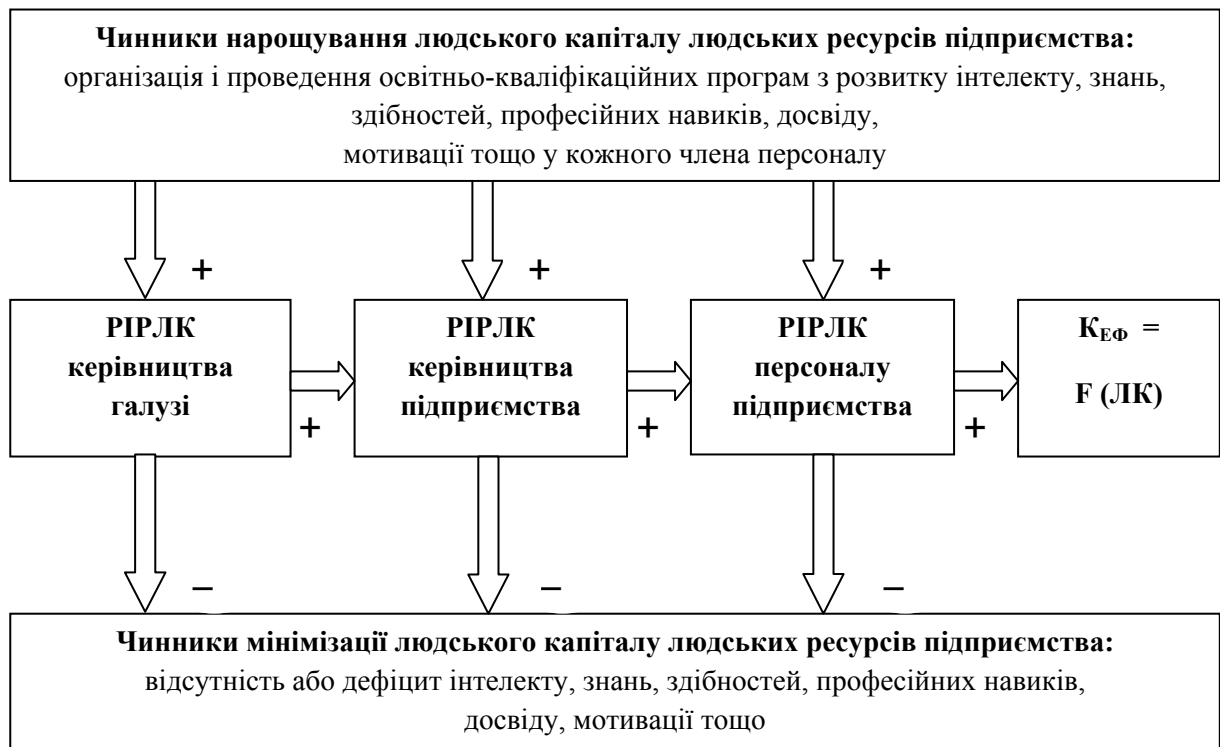 Чинники нарощування людського капіталу людських ресурсів підприємства:
організація і проведення освітньо-кваліфікаційних програм з розвитку інтелекту, знань,
здібностей, професійних навиків, досвіду,
мотивації тощо у кожного члена персоналу
+
+
+
РІРЛК
керівництва
галузі
+
РІРЛК
керівництва
підприємства
+
РІРЛК
персоналу
підприємства
+
КЕФ =
F (ЛК)
−
−
−
Чинники мінімізації людського капіталу людських ресурсів підприємства:
відсутність або дефіцит інтелекту, знань, здібностей, професійних навиків,
досвіду, мотивації тощо